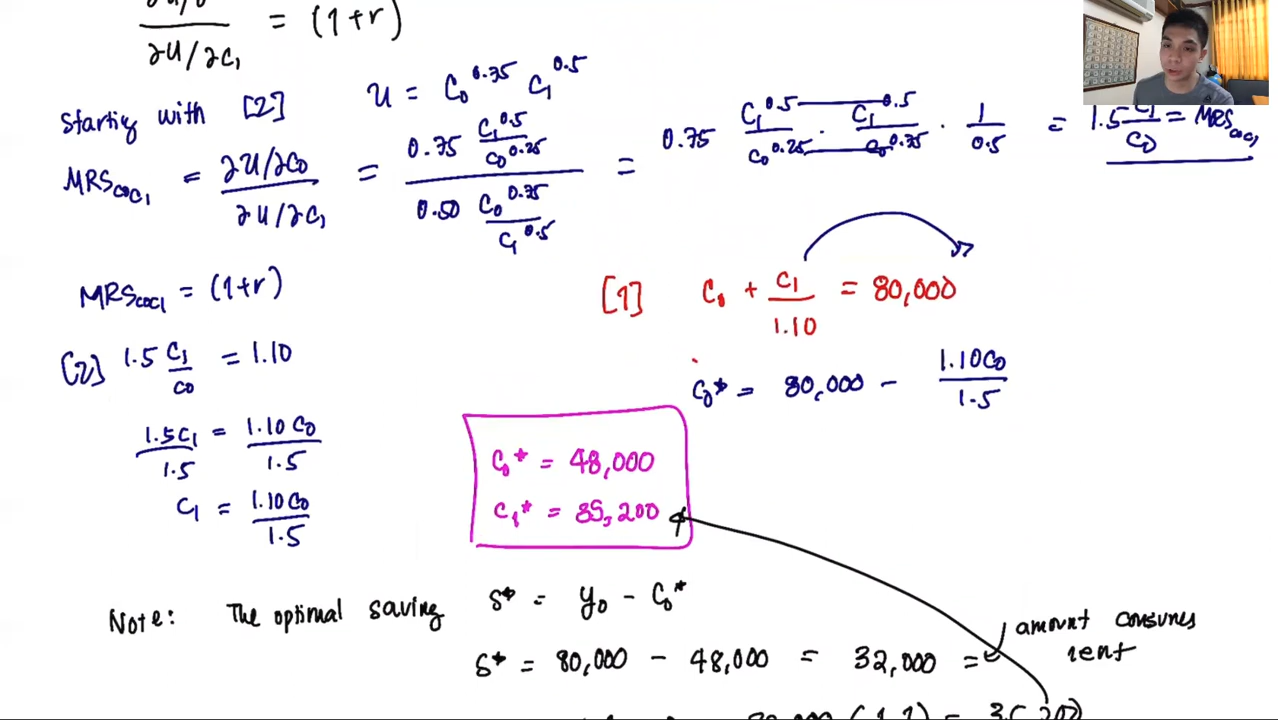 ∂U/∂C₁ = (1+r)
Starting with [2] U = C₀^0.75 C₁^0.5
MRS_C0C1 = (∂U/∂C0)/(∂U/∂C₁) = (0.75 C₁^0.5/C0^0.25)/(0.50 C0^0.75/C₁^0.5) = 0.75 C₁^0.5/C0^0.25 · C₁^0.5/C0^0.75 · 1/0.5 = 1.5 C₁/C0 = MRS_C0C1
MRS_C0C1 = (1+r)
[1] C₀ + C₁/1.10 = 80,000
[2] 1.5 C₁/C0 = 1.10
C₀* = 80,000 - 1.10C0/1.5
1.5C₁/1.5 = 1.10 C0/1.5
C₀* = 48,000
C₁* = 35,200
C₁ = 1.10C0/1.5
Note: The optimal saving S* = y₀ - C₀*
S* = 80,000 - 48,000 = 32,000 =
amount consumes
lent